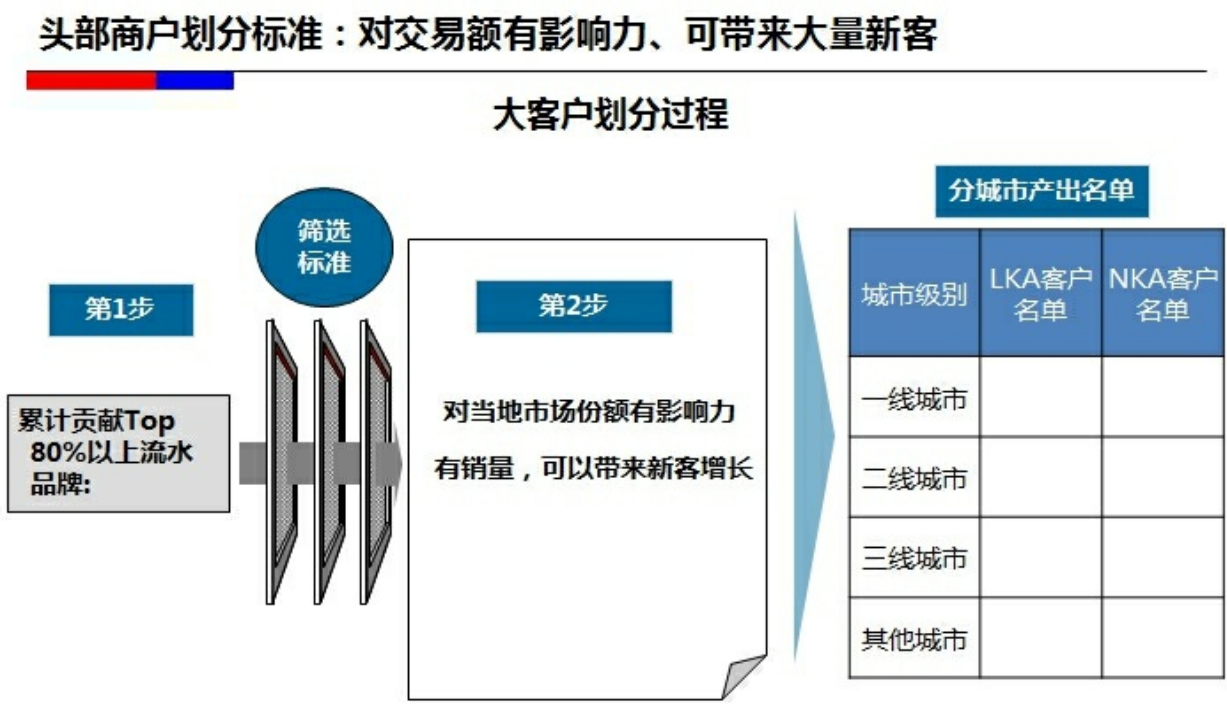 头部商户划分标准：对交易额有影响力、可带来大量新客
大客户划分过程
第1步
累计贡献Top
80%以上流水
品牌:
筛选
标准
第2步
对当地市场份额有影响力
有销量，可以带来新客增长
分城市产出名单
城市级别
LKA客户
名单
NKA客户
名单
一线城市
二线城市
三线城市
其他城市